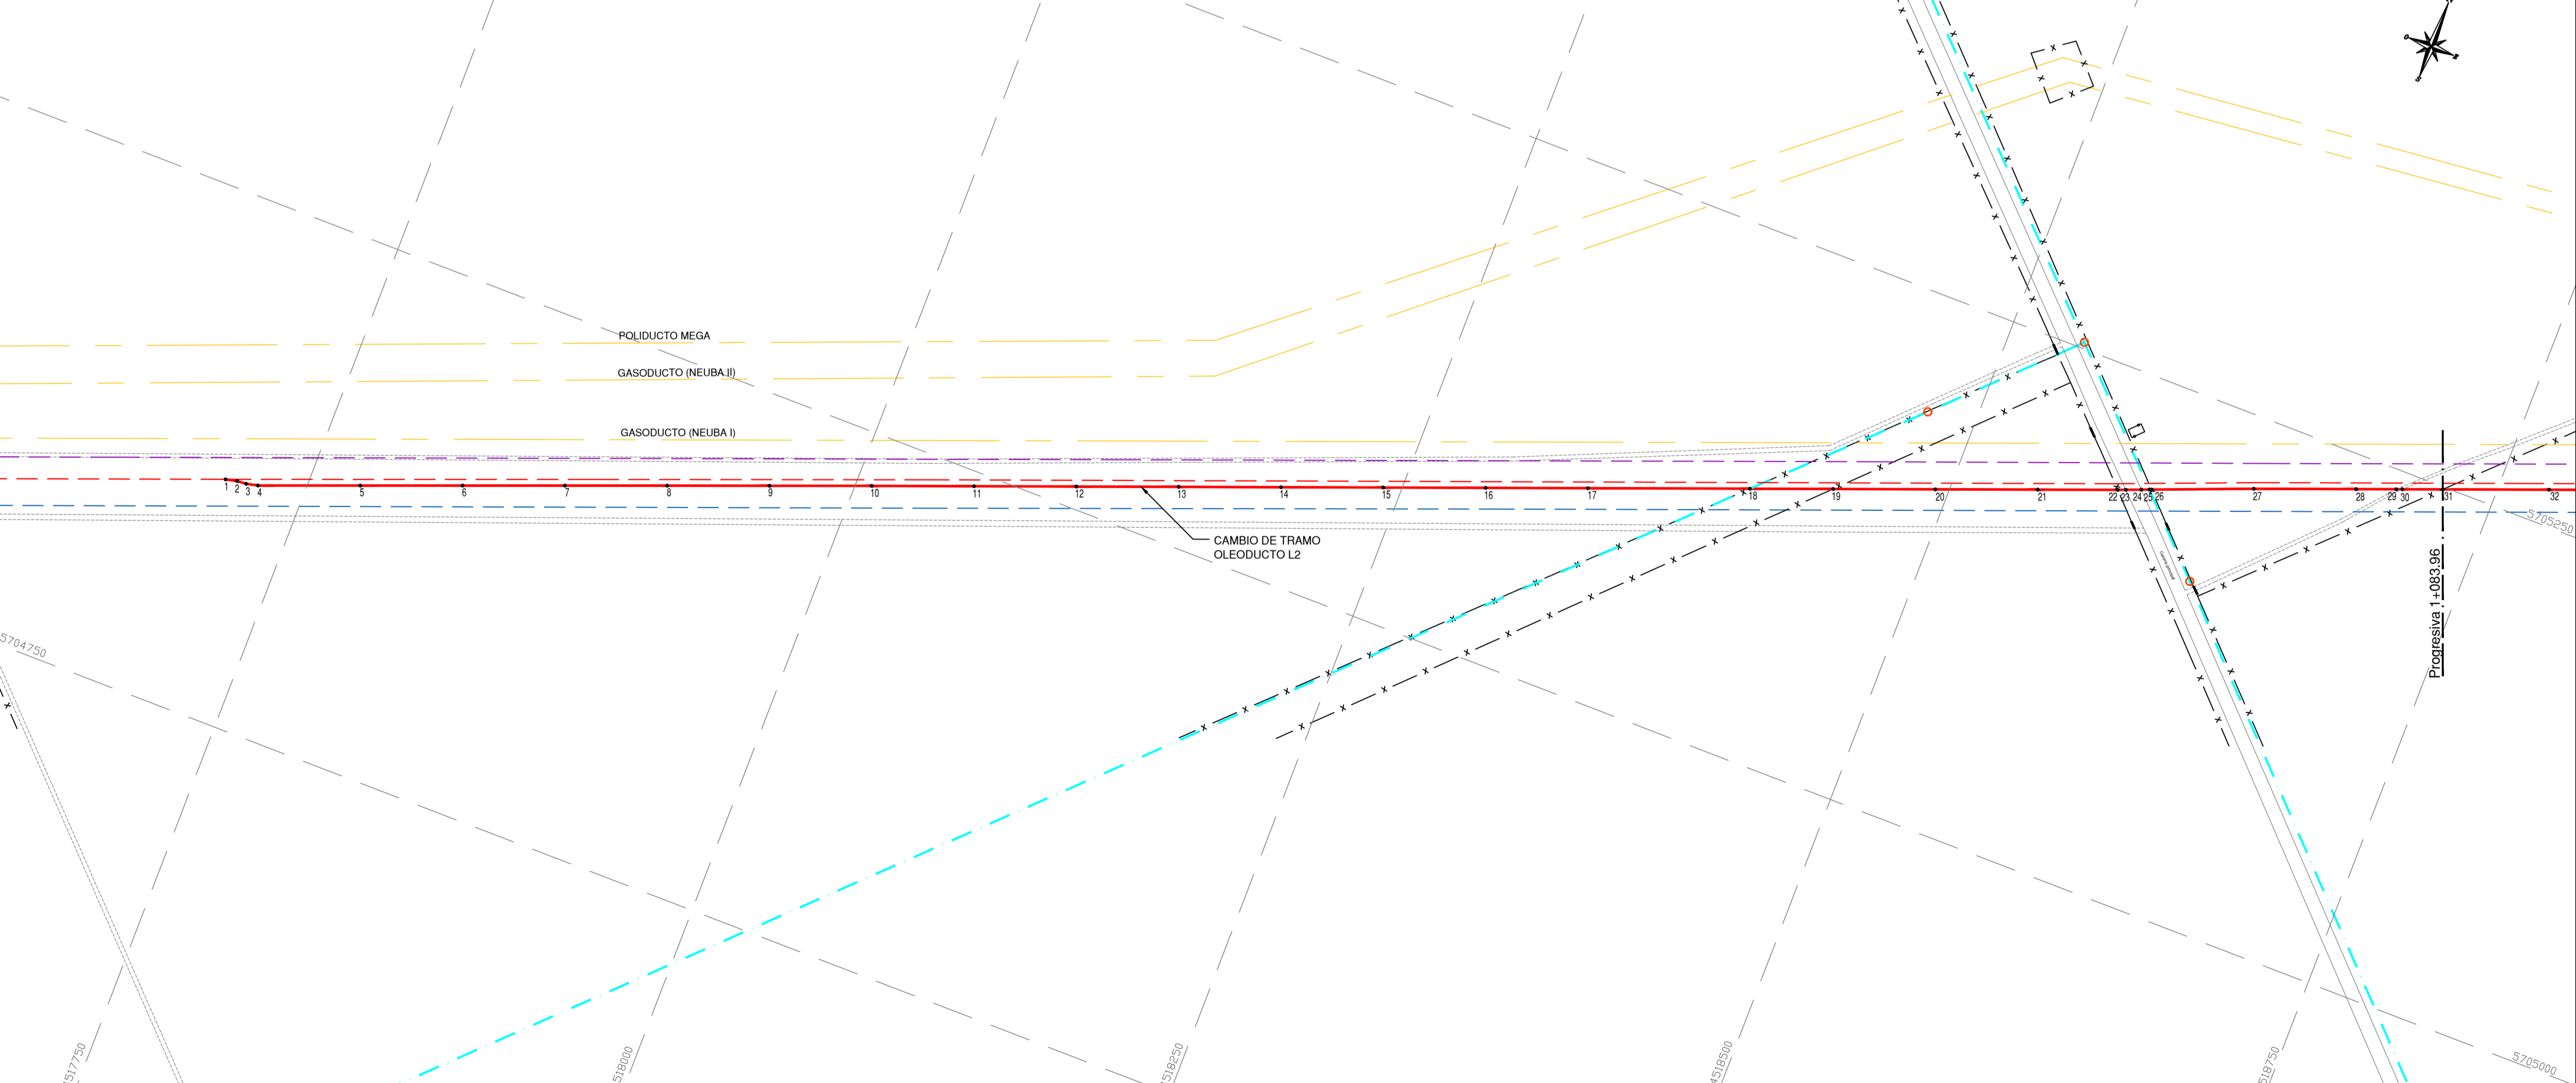 POLIDUCTO MEGA
GASODUCTO (NEUBA II)
GASODUCTO (NEUBA I)
1 2 3 4 5 6 7 8 9 10 11 12 13 14 15 16 17 18 19 20 21 22 23 24 25 26 27 28 29 30 31 32
CAMBIO DE TRAMO
OLEODUCTO L2
5705250
Progresiva 1+083.96
5704750
517750
518000
518250
4518500
518750
5705000